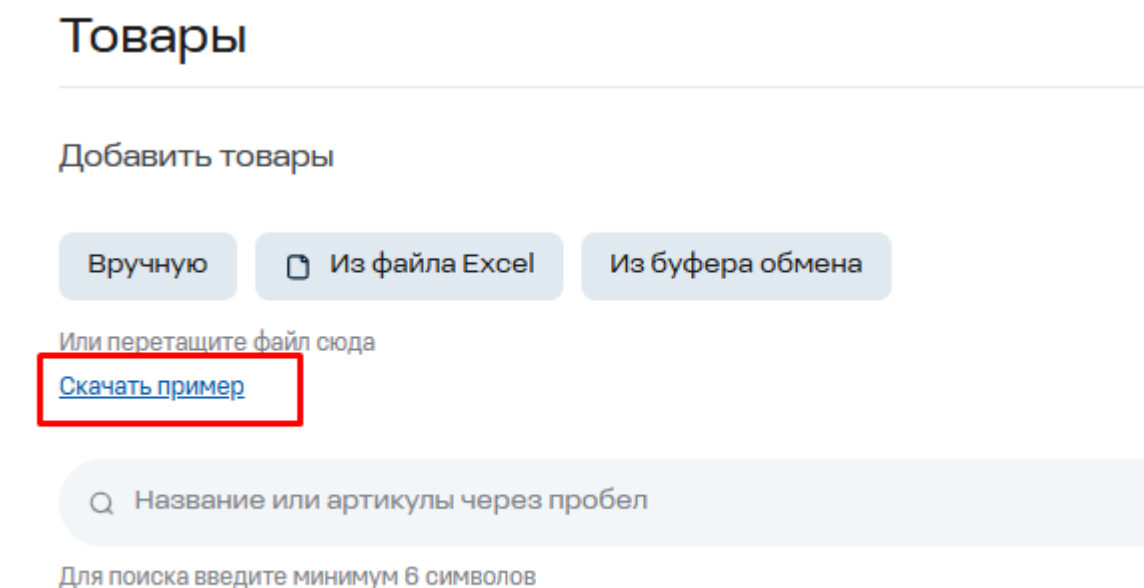 Товары
Добавить товары
Вручную
Из файла Excel
Из буфера обмена
Или перетащите файл сюда
Скачать пример
Название или артикулы через пробел
Для поиска введите минимум 6 символов